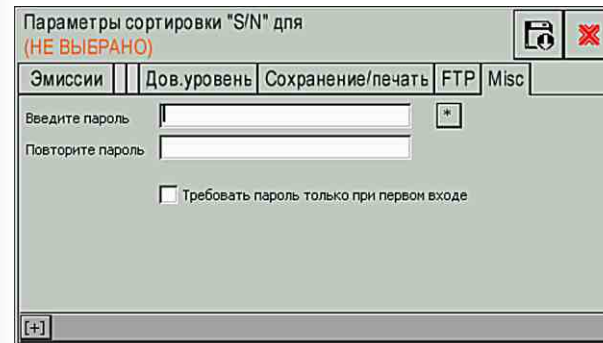 Параметры сортировки "S/N" для
(НЕ ВЫБРАНО)
Эмиссии Дов.уровень Сохранение/печать FTP Misc
Введите пароль *
Повторите пароль
Требовать пароль только при первом входе
[+]